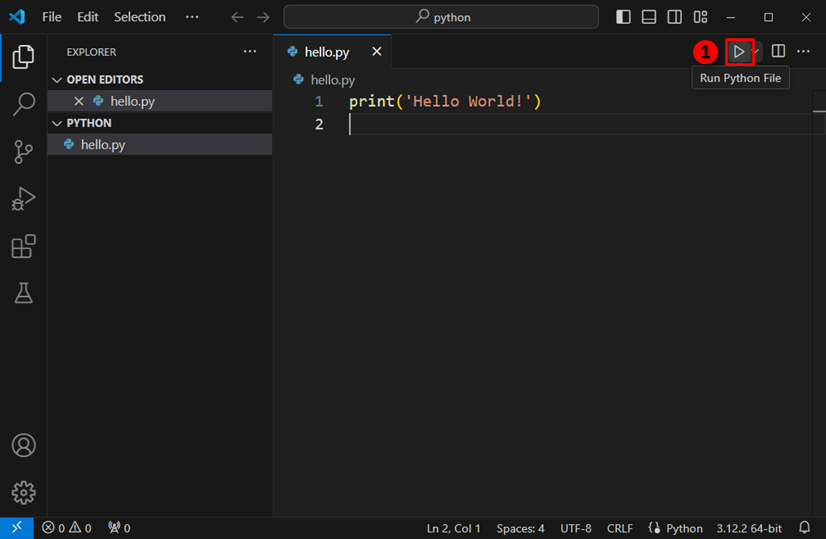 File Edit Selection ··· python
EXPLORER ···
OPEN EDITORS
hello.py
PYTHON
hello.py
hello.py
1
Run Python File
hello.py
1 print('Hello World!')
2
0 0 0 Ln 2, Col 1 Spaces: 4 UTF-8 CRLF Python 3.12.2 64-bit